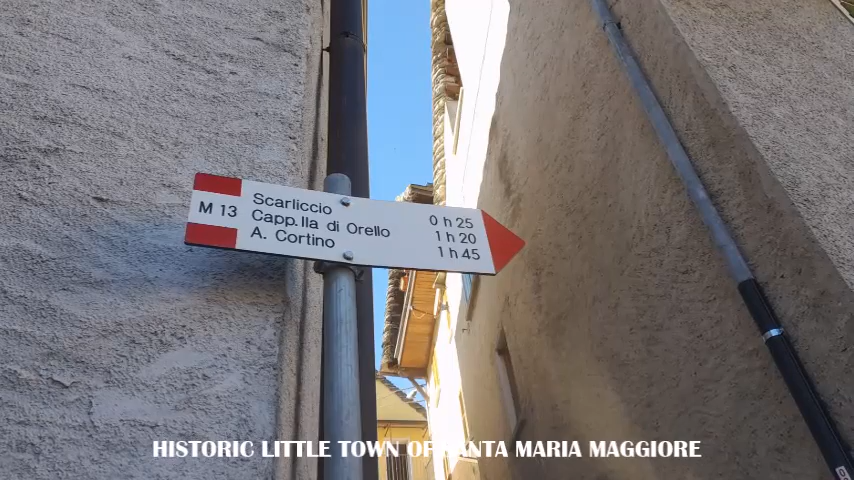 M 13
Scarliccio 0 h 25
Capp.lla di Orello 1 h 20
A. Cortino 1 h 45
HISTORIC LITTLE TOWN OF SANTA MARIA MAGGIORE